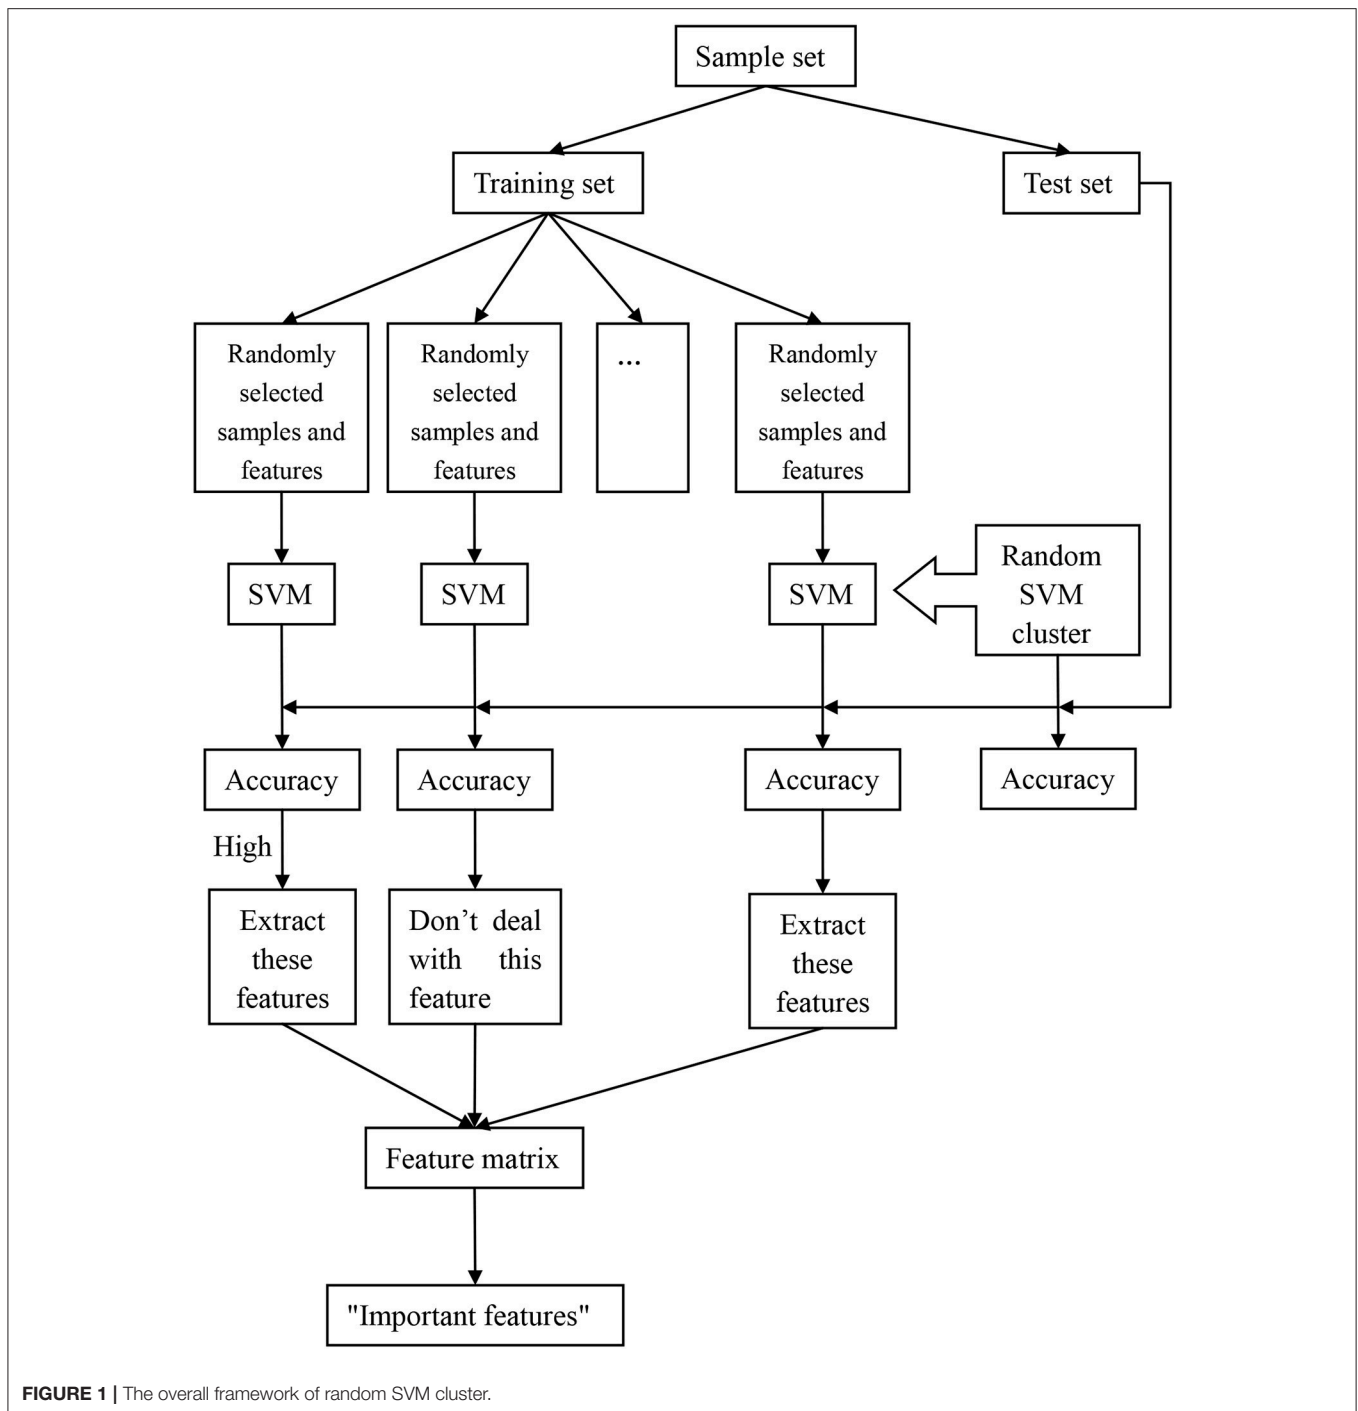 Sample set
Training set
Test set
Randomly
selected
samples and
features
Randomly
selected
samples and
features
...
Randomly
selected
samples and
features
SVM
SVM
SVM
Random
SVM
cluster
Accuracy
Accuracy
Accuracy
Accuracy
High
Extract
these
features
Don’t deal
with this
feature
Extract
these
features
Feature matrix
"Important features"
FIGURE 1 | The overall framework of random SVM cluster.